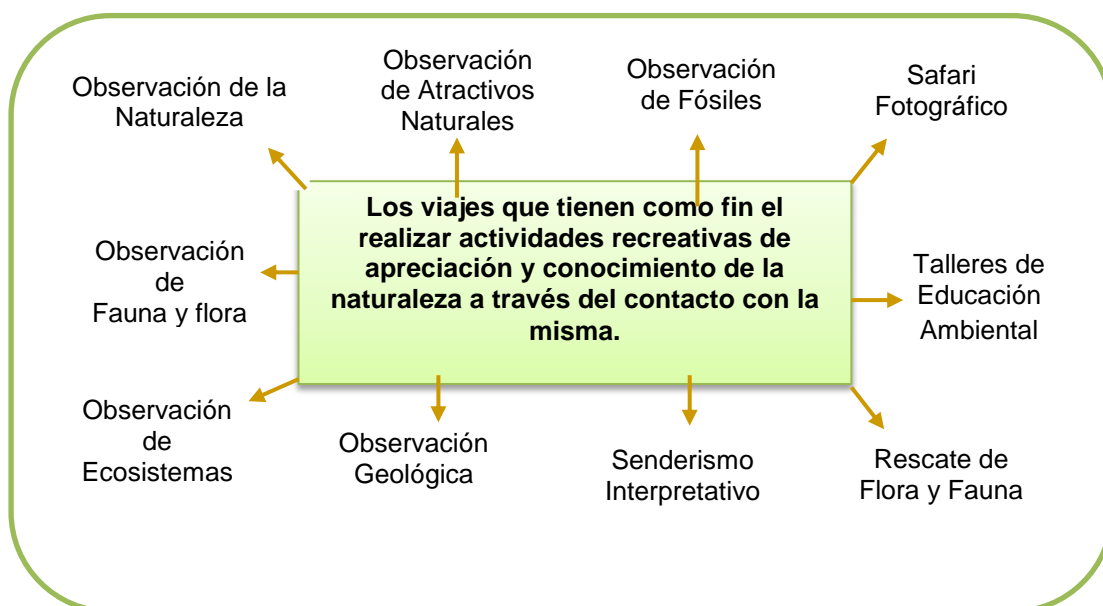 Observación de la
Naturaleza
Observación
de Atractivos
Naturales
Observación
de Fósiles
Safari
Fotográfico
Los viajes que tienen como fin el
realizar actividades recreativas de
apreciación y conocimiento de la
naturaleza a través del contacto con la
misma.
Observación
de
Fauna y flora
Talleres de
Educación
Ambiental
Observación
de
Ecosistemas
Observación
Geológica
Senderismo
Interpretativo
Rescate de
Flora y Fauna